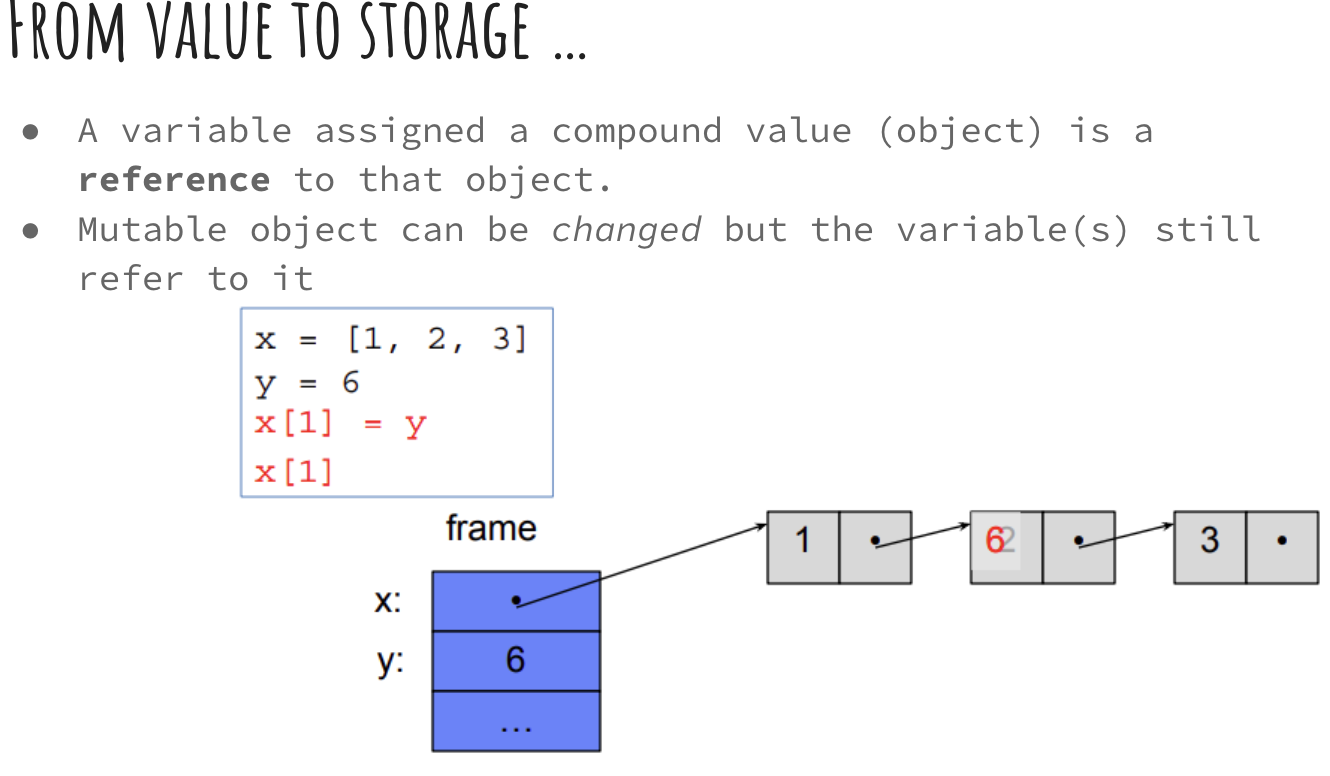 FROM VALUE TO STORAGE …
● A variable assigned a compound value (object) is a
reference to that object.
● Mutable object can be changed but the variable(s) still
refer to it
x = [1, 2, 3]
y = 6
x[1] = y
x[1]
frame
1
62
3
x:
y: 6
...